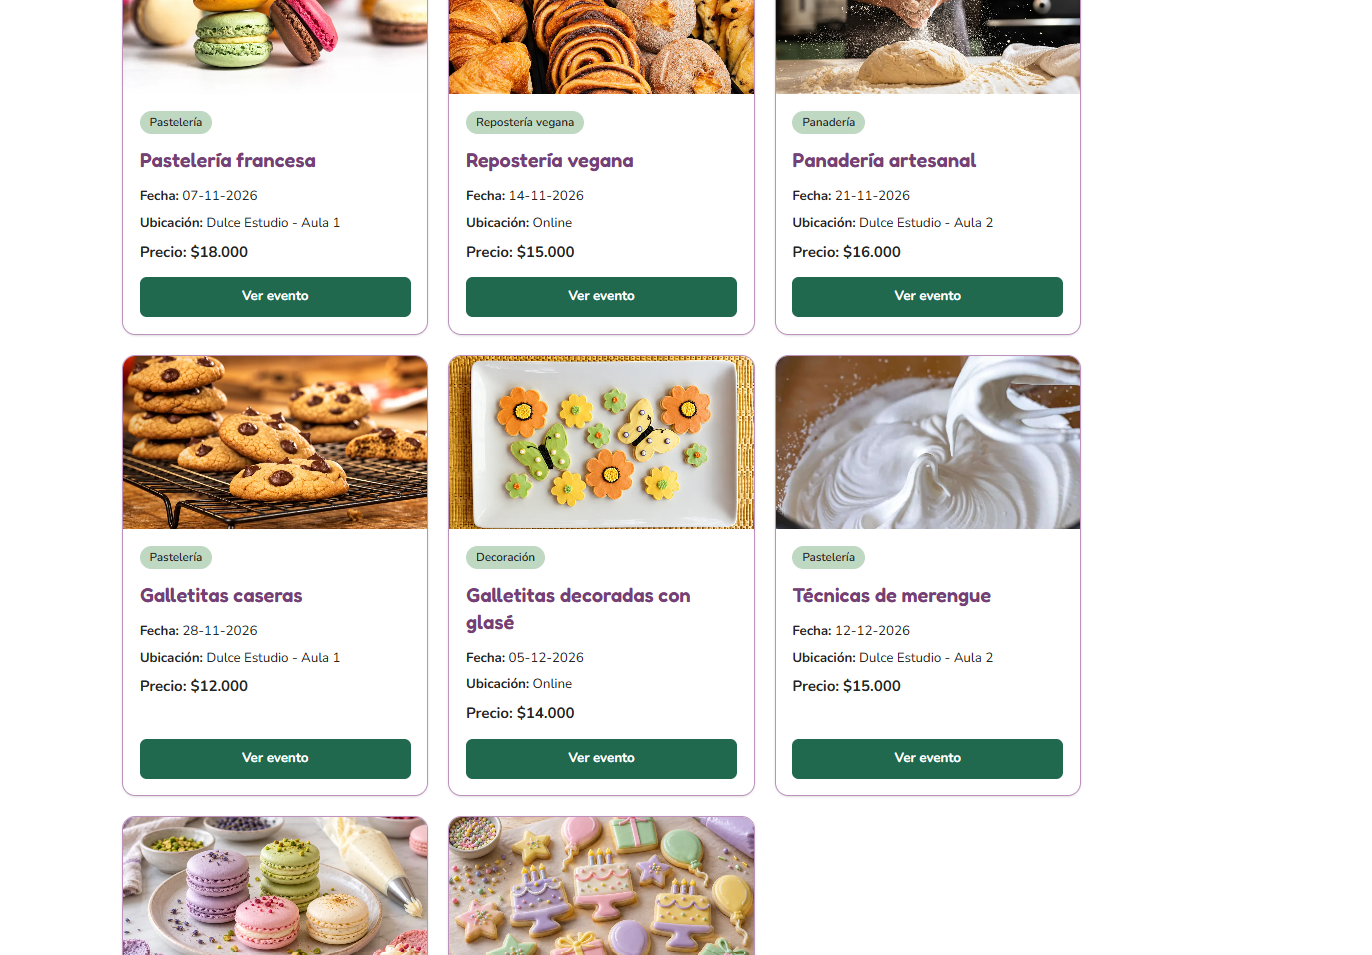 Pastelería
Pastelería francesa
Fecha: 07-11-2026
Ubicación: Dulce Estudio - Aula 1
Precio: $18.000
Ver evento
Repostería vegana
Repostería vegana
Fecha: 14-11-2026
Ubicación: Online
Precio: $15.000
Ver evento
Panadería
Panadería artesanal
Fecha: 21-11-2026
Ubicación: Dulce Estudio - Aula 2
Precio: $16.000
Ver evento
Pastelería
Galletitas caseras
Fecha: 28-11-2026
Ubicación: Dulce Estudio - Aula 1
Precio: $12.000
Ver evento
Decoración
Galletitas decoradas con
glasé
Fecha: 05-12-2026
Ubicación: Online
Precio: $14.000
Ver evento
Pastelería
Técnicas de merengue
Fecha: 12-12-2026
Ubicación: Dulce Estudio - Aula 2
Precio: $15.000
Ver evento